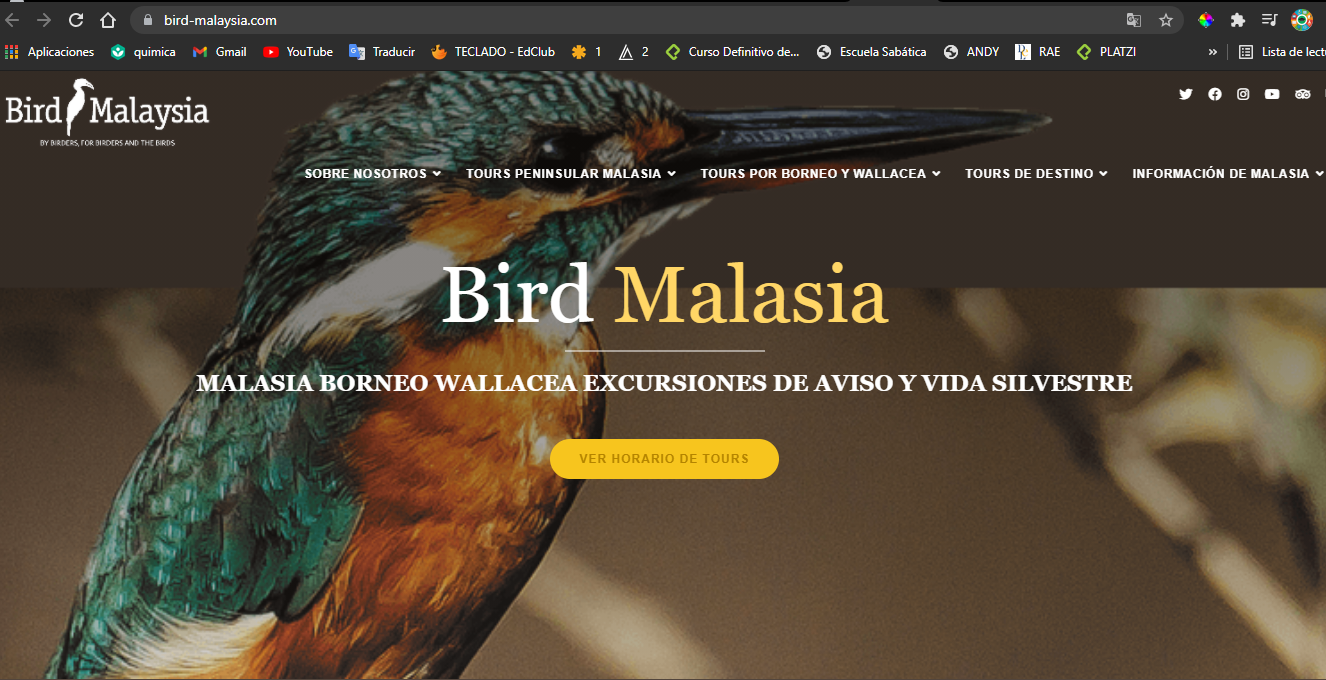 bird-malaysia.com
Aplicaciones quimica Gmail YouTube Traducir TECLADO - EdClub 1 2 Curso Definitivo de... Escuela Sabática ANDY RAE PLATZI » Lista de lect
Bird Malaysia
BY BIRDERS, FOR BIRDERS AND THE BIRDS
SOBRE NOSOTROS TOURS PENINSULAR MALASIA TOURS POR BORNEO Y WALLACEA TOURS DE DESTINO INFORMACIÓN DE MALASIA
Bird Malasia
MALASIA BORNEO WALLACEA EXCURSIONES DE AVISO Y VIDA SILVESTRE
VER HORARIO DE TOURS